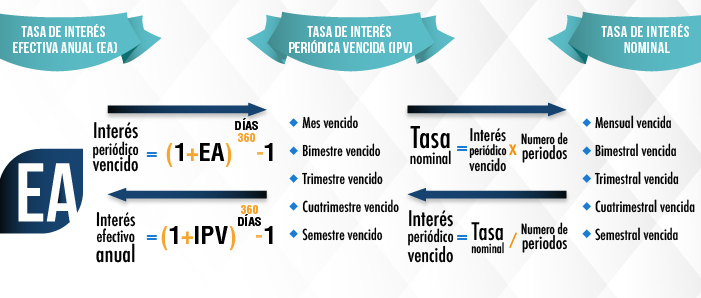 TASA DE INTERÉS
EFECTIVA ANUAL (EA)
TASA DE INTERÉS
PERIÓDICA VENCIDA (IPV)
TASA DE INTERÉS
NOMINAL
EA
Interés
periódico
vencido
= (1+EA) DÍAS
360
-1
Interés
efectivo
anual
= (1+IPV) 360
DÍAS
-1
Mes vencido
Bimestre vencido
Trimestre vencido
Cuatrimestre vencido
Semestre vencido
Tasa
nominal
= Interés
periódico
vencido
x Numero de
periodos
Interés
periódico
vencido
= Tasa
nominal
/ Numero de
periodos
Mensual vencida
Bimestral vencida
Trimestral vencida
Cuatrimestral vencida
Semestral vencida